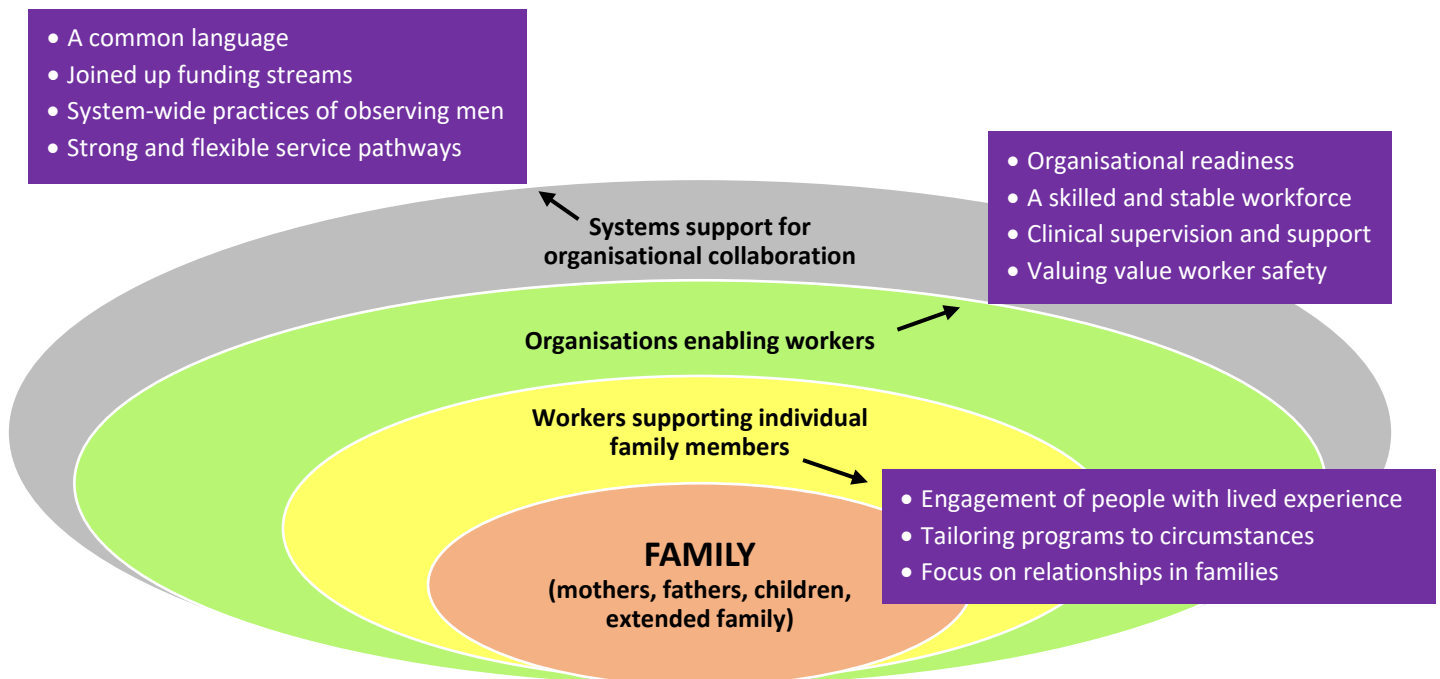 • A common language
• Joined up funding streams
• System-wide practices of observing men
• Strong and flexible service pathways
• Organisational readiness
• A skilled and stable workforce
• Clinical supervision and support
• Valuing value worker safety
Systems support for
organisational collaboration
Organisations enabling workers
Workers supporting individual
family members
• Engagement of people with lived experience
• Tailoring programs to circumstances
• Focus on relationships in families
FAMILY
(mothers, fathers, children,
extended family)